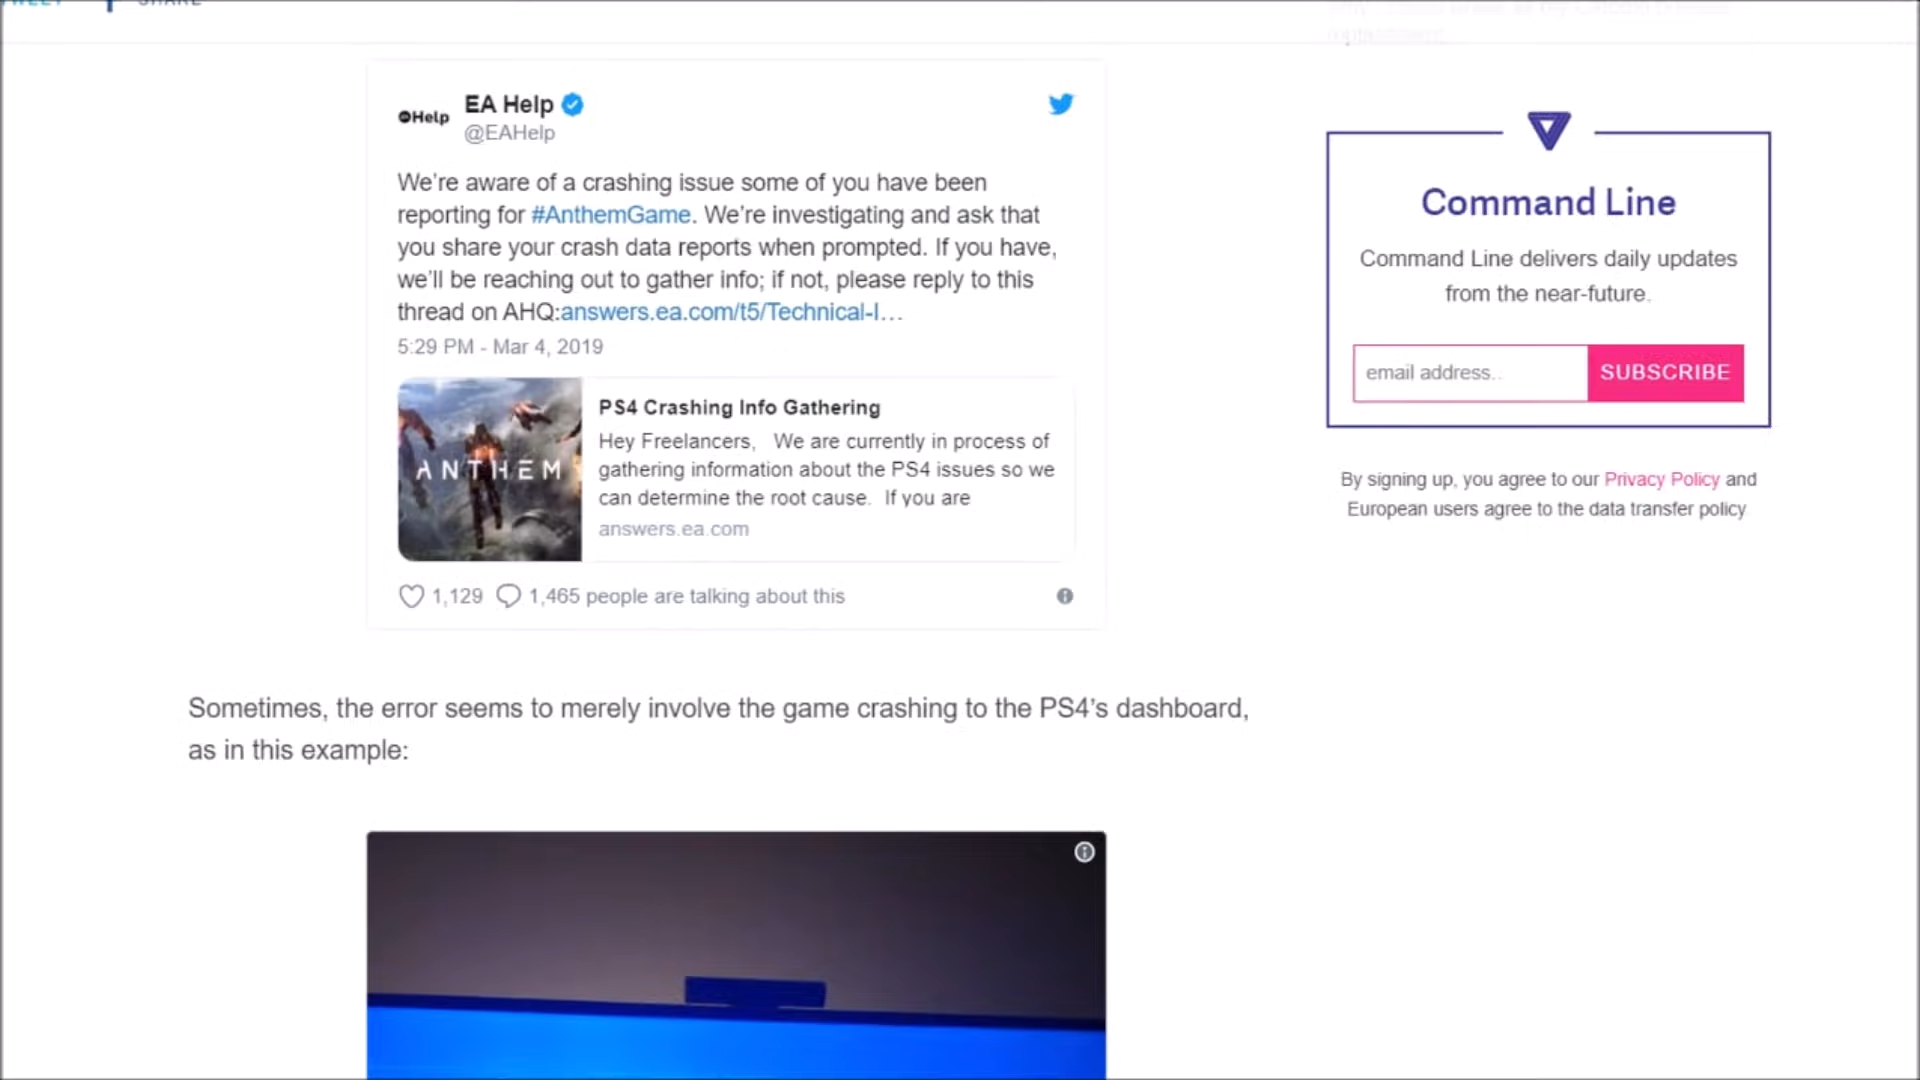 SHARE
EA Help
Help
@EAHelp
We're aware of a crashing issue some of you have been
reporting for #AnthemGame. We're investigating and ask that
you share your crash data reports when prompted. If you have,
we'll be reaching out to gather info; if not, please reply to this
thread on AHQ:answers.ea.com/t5/Technical-I…
5:29 PM - Mar 4, 2019
ANTHEM
PS4 Crashing Info Gathering
Hey Freelancers, We are currently in process of
gathering information about the PS4 issues so we
can determine the root cause. If you are
answers.ea.com
1,129 1,465 people are talking about this
Sometimes, the error seems to merely involve the game crashing to the PS4's dashboard,
as in this example:
Command Line
Command Line delivers daily updates
from the near-future.
email address..
SUBSCRIBE
By signing up, you agree to our Privacy Policy and
European users agree to the data transfer policy